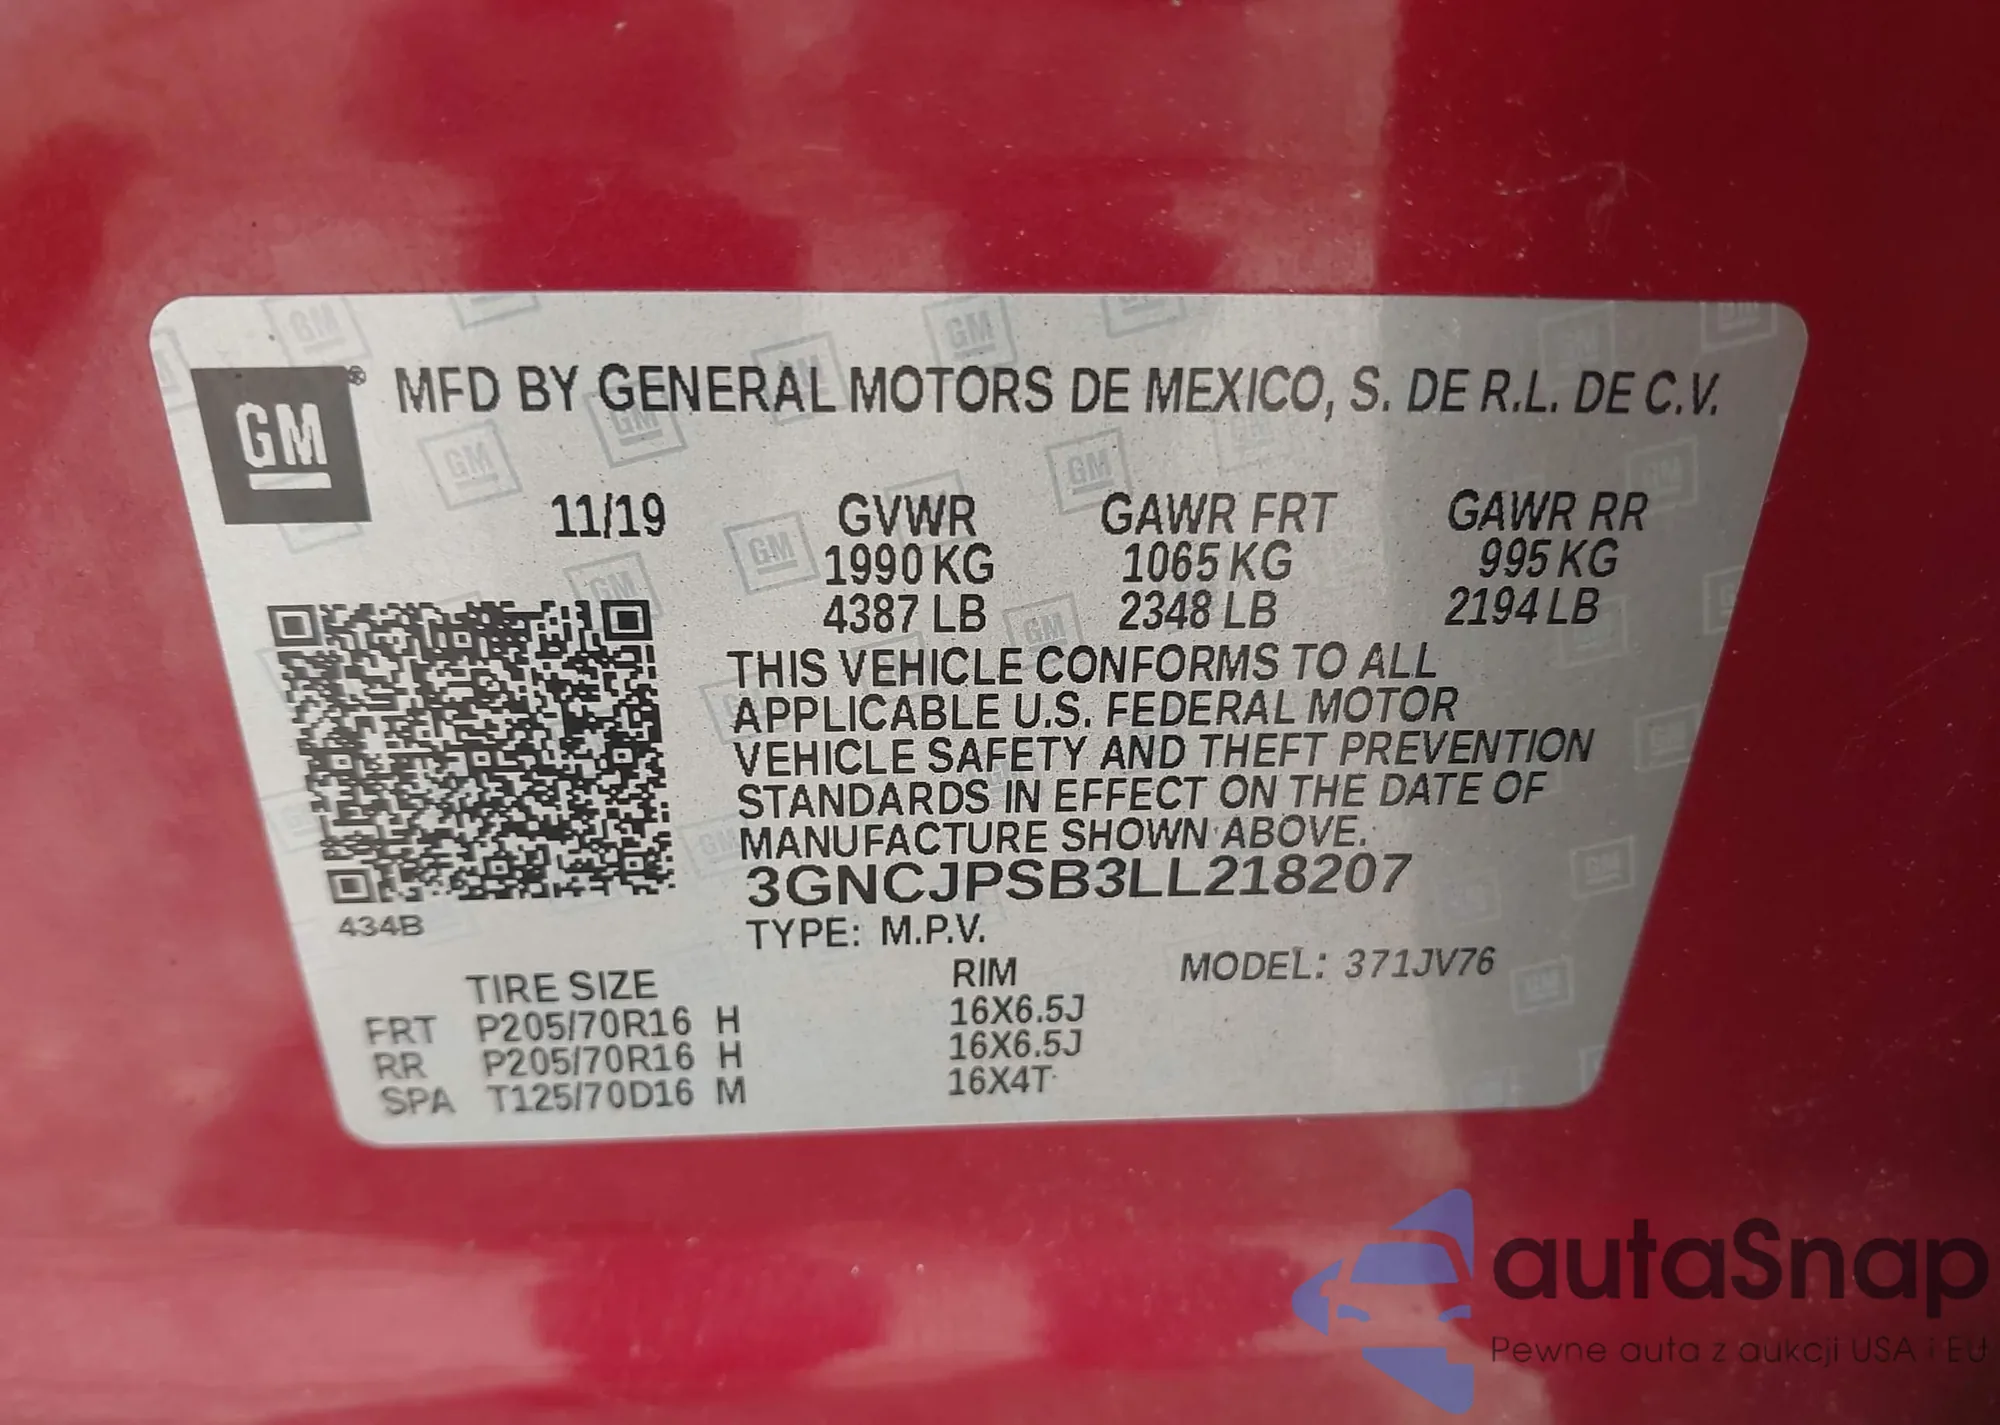 GM® MFD BY GENERAL MOTORS DE MEXICO, S. DE R.L. DE C.V.
11/19 GVWR GAWR FRT GAWR RR
1990 KG 1065 KG 995 KG
4387 LB 2348 LB 2194 LB
THIS VEHICLE CONFORMS TO ALL
APPLICABLE U.S. FEDERAL MOTOR
VEHICLE SAFETY AND THEFT PREVENTION
STANDARDS IN EFFECT ON THE DATE OF
MANUFACTURE SHOWN ABOVE.
3GNCJPSB3LL218207
434B
TYPE: M.P.V.
MODEL: 371JV76
TIRE SIZE RIM
FRT P205/70R16 H 16X6.5J
RR P205/70R16 H 16X6.5J
SPA T125/70D16 M 16X4T
autaSnap
Pewne auta z aukcji USA i EU